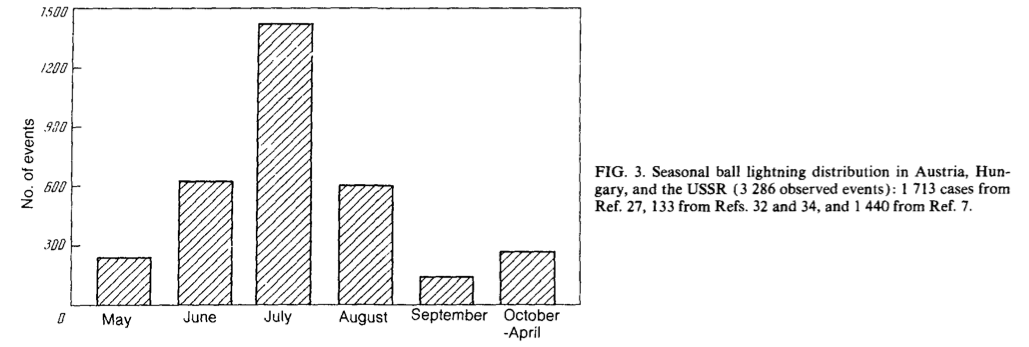 1500
1200
900
600
300
0
No. of events
May June July August September October
-April
FIG. 3. Seasonal ball lightning distribution in Austria, Hun-
gary, and the USSR (3 286 observed events): 1 713 cases from
Ref. 27, 133 from Refs. 32 and 34, and 1 440 from Ref. 7.